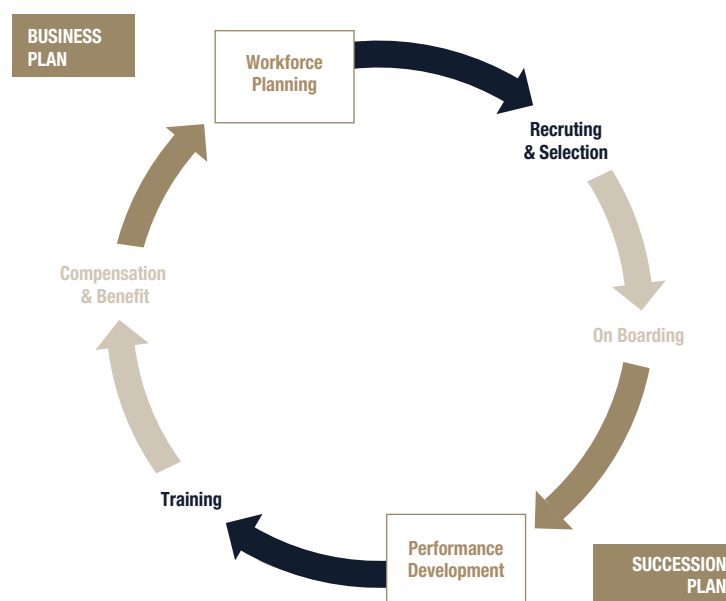 BUSINESS
PLAN
Workforce
Planning
Recruting
& Selection
Compensation
& Benefit
On Boarding
Training
Performance
Development
SUCCESSION
PLAN